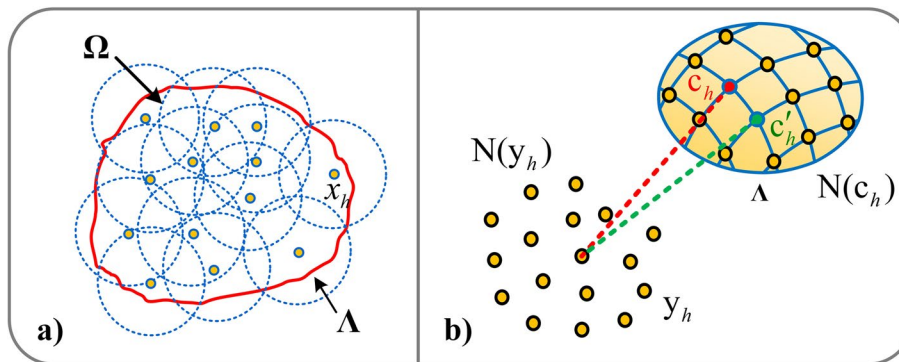 Ω
x_h
Λ
a)
c_h
c'_h
N(y_h)
Λ
N(c_h)
y_h
b)